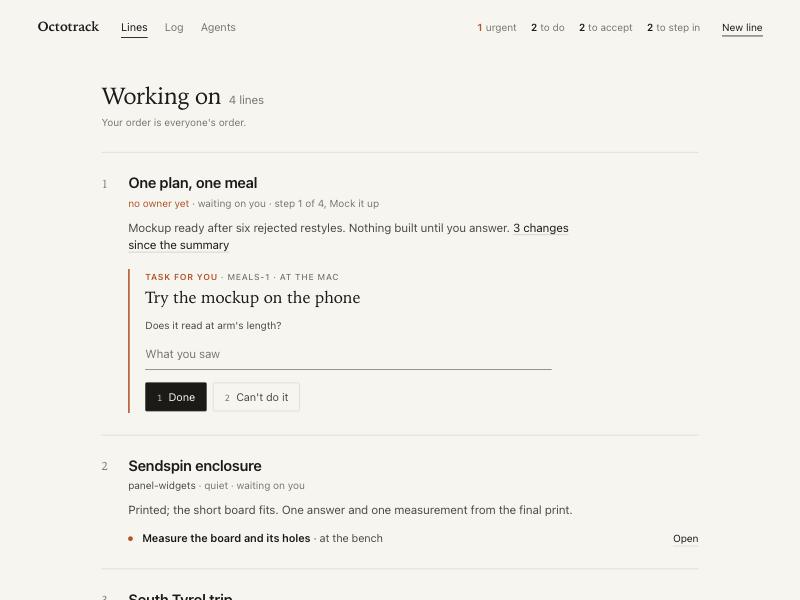 Octotrack Lines Log Agents 1 urgent 2 to do 2 to accept 2 to step in New line
Working on 4 lines
Your order is everyone's order.
1 One plan, one meal
no owner yet · waiting on you · step 1 of 4, Mock it up
Mockup ready after six rejected restyles. Nothing built until you answer. 3 changes
since the summary
TASK FOR YOU · MEALS-1 · AT THE MAC
Try the mockup on the phone
Does it read at arm's length?
What you saw
1 Done 2 Can't do it
2 Sendspin enclosure
panel-widgets · quiet · waiting on you
Printed; the short board fits. One answer and one measurement from the final print.
Measure the board and its holes · at the bench Open
3 South Tyrol trip